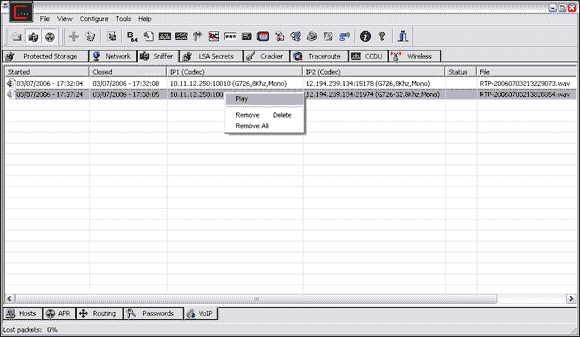 File View Configure Tools Help
Protected Storage Network Sniffer LSA Secrets Cracker Traceroute CCDU Wireless
Started Closed IP1 (Codec) IP2 (Codec) Status File
03/07/2006 - 17:32:04 03/07/2006 - 17:32:08 10.11.12.250:10010 (G726,8Khz,Mono) 12.194.239.134:15178 (G726,8Khz,Mono) RTP-20060703213229073.wav
03/07/2006 - 17:37:24 03/07/2006 - 17:38:05 10.11.12.250:100 12.194.239.134:21974 (G726-32,8Khz,Mono) RTP-20060703213820854.wav
Play
Remove Delete
Remove All
Hosts APR Routing Passwords VoIP
Lost packets: 0%